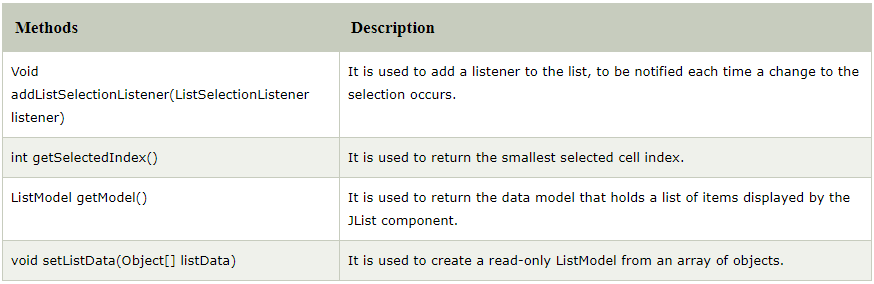 Methods Description
Void
addListSelectionListener(ListSelectionListener
listener)
It is used to add a listener to the list, to be notified each time a change to the
selection occurs.
int getSelectedIndex()
It is used to return the smallest selected cell index.
ListModel getModel()
It is used to return the data model that holds a list of items displayed by the
JList component.
void setListData(Object[] listData)
It is used to create a read-only ListModel from an array of objects.